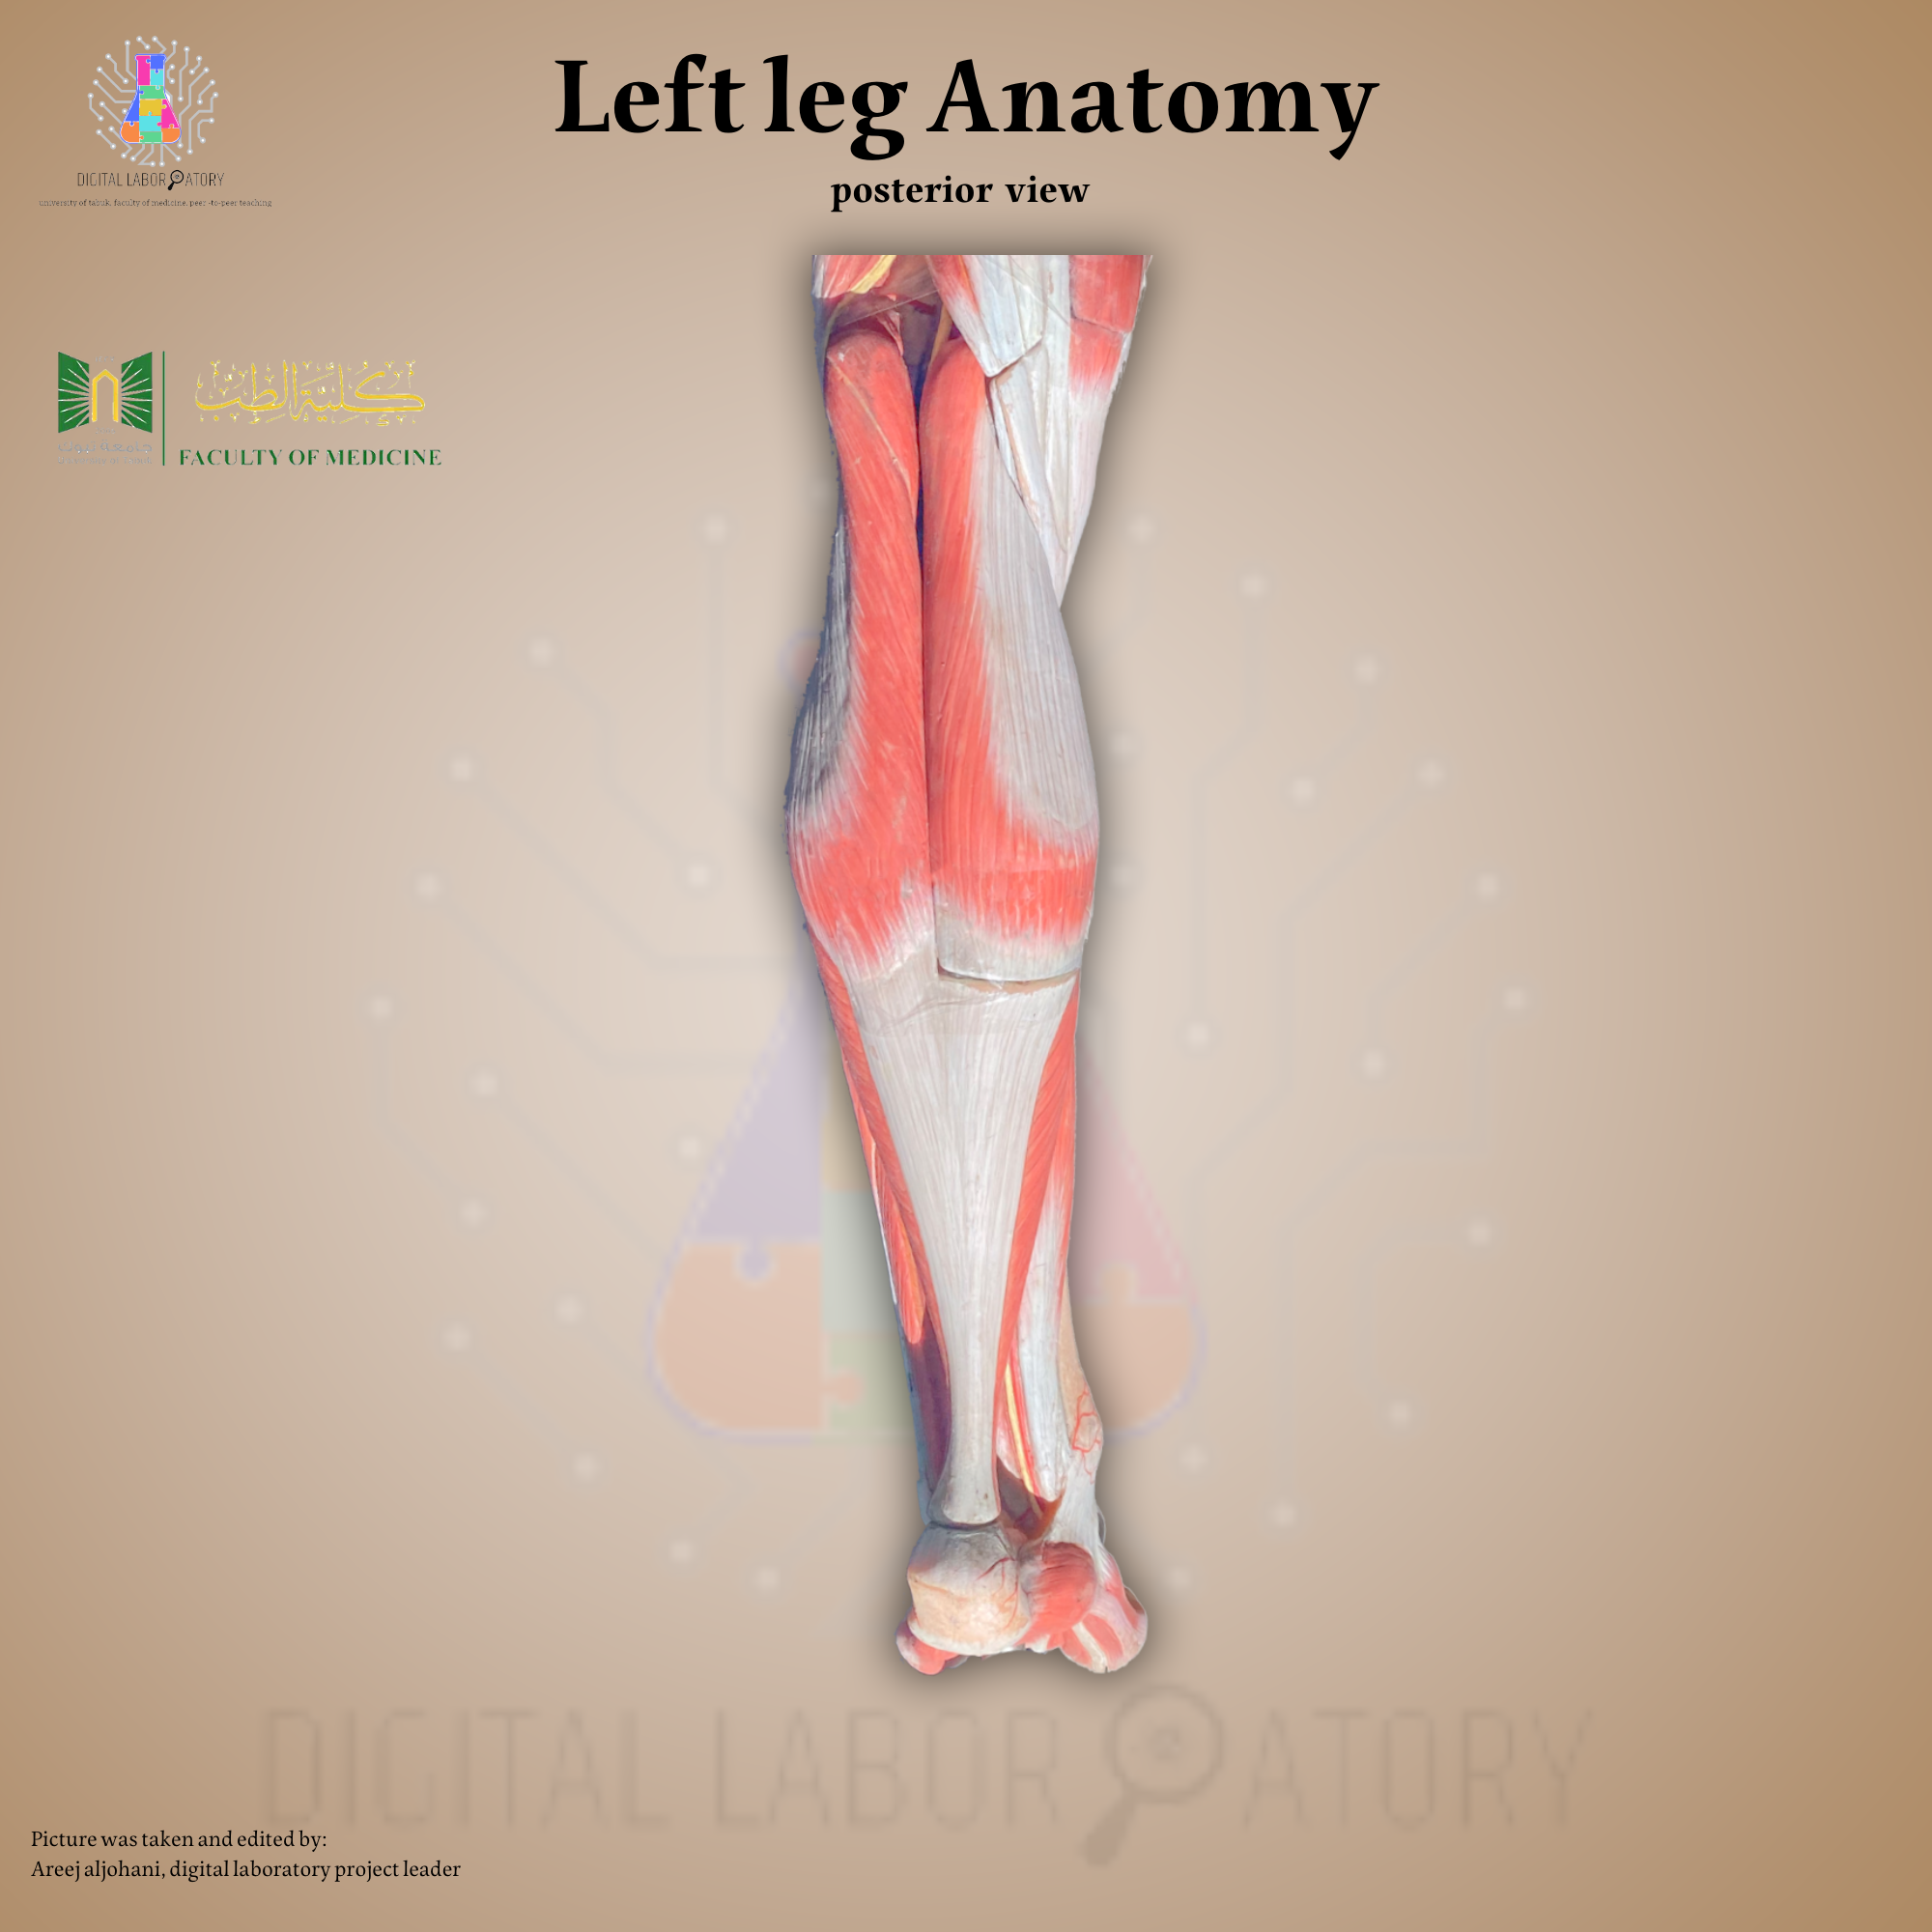 Left leg Anatomy
posterior view
DIGITAL LABORATORY
university of tabuk, faculty of medicine, peer -to-peer teaching
كلية الطب
FACULTY OF MEDICINE
DIGITAL LABORATORY
Picture was taken and edited by:
Areej aljohani, digital laboratory project leader